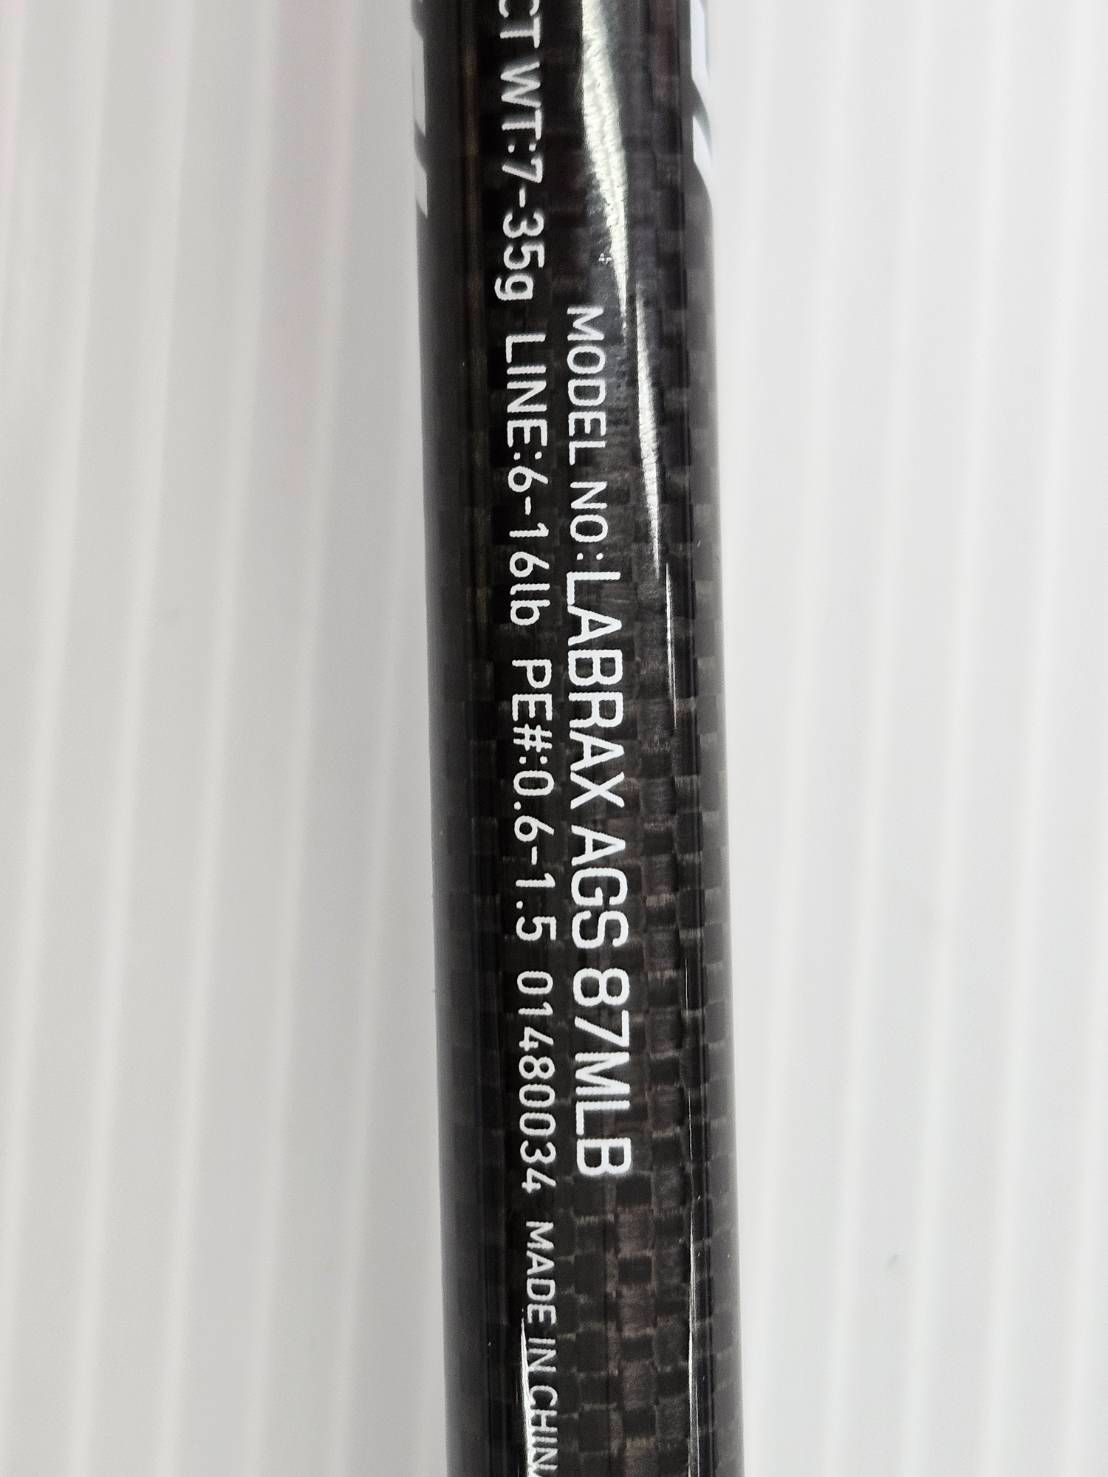 MODEL NO:LABRAX AGS 87MLB
CT WT:7-35g LINE:6-16lb PE#:0.6-1.5 01480034 MADE IN CHINA